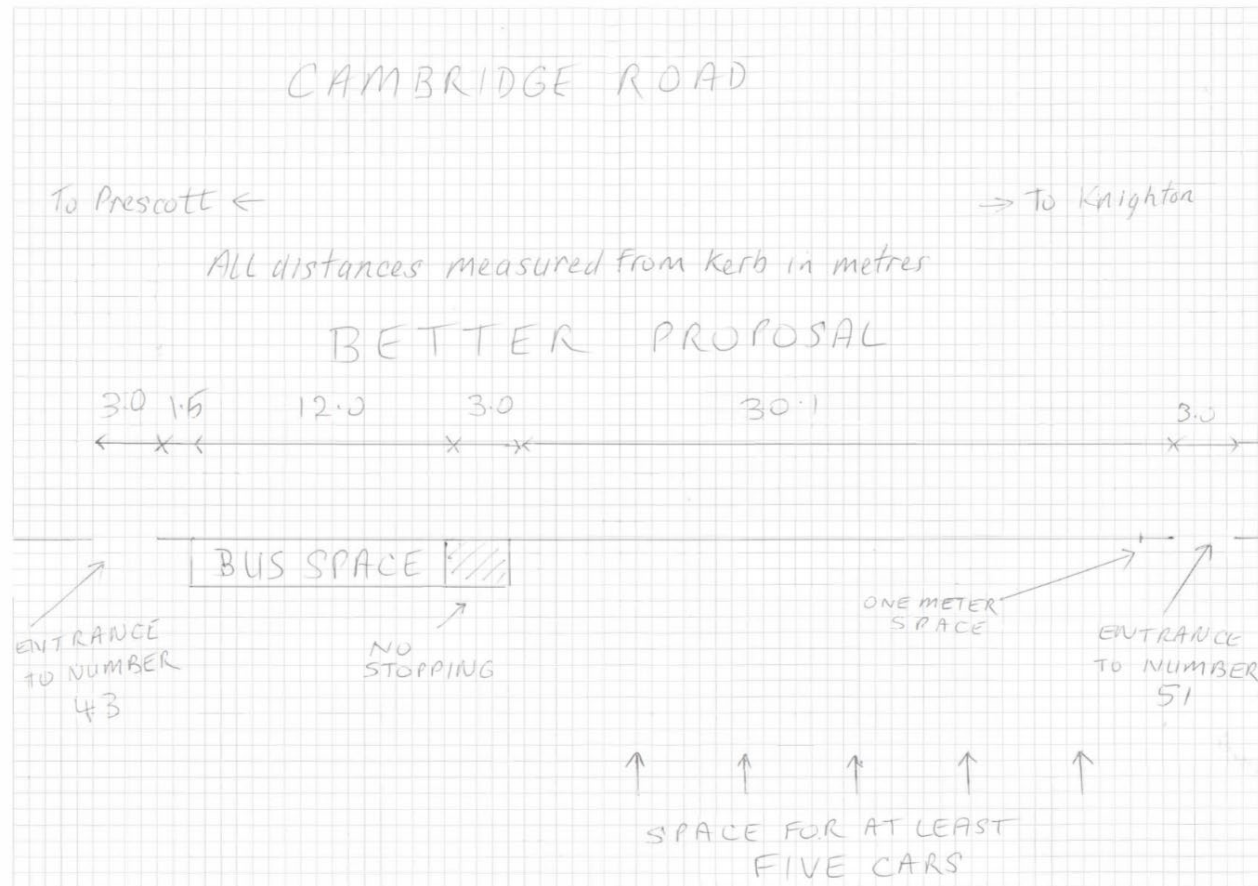 CAMBRIDGE ROAD
To Prescott ←
→ To Knighton
All distances measured from Kerb in metres
BETTER PROPOSAL
3.0 1.5 12.0 3.0 30.1 3.0
BUS SPACE
ENTRANCE
TO NUMBER
43
NO
STOPPING
ONE METER
SPACE
ENTRANCE
TO NUMBER
51
SPACE FOR AT LEAST
FIVE CARS